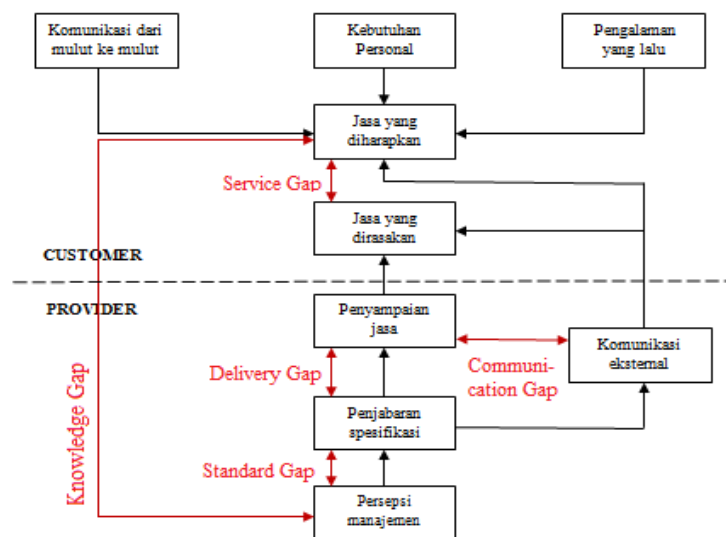 Komunikasi dari
mulut ke mulut
Kebutuhan
Personal
Pengalaman
yang lalu
Jasa yang
diharapkan
Service Gap
Jasa yang
dirasakan
CUSTOMER
PROVIDER
Penyampaian
jasa
Komunikasi
eksternal
Delivery Gap
Communi-
cation Gap
Knowledge Gap
Penjabaran
spesifikasi
Standard Gap
Persepsi
manajemen